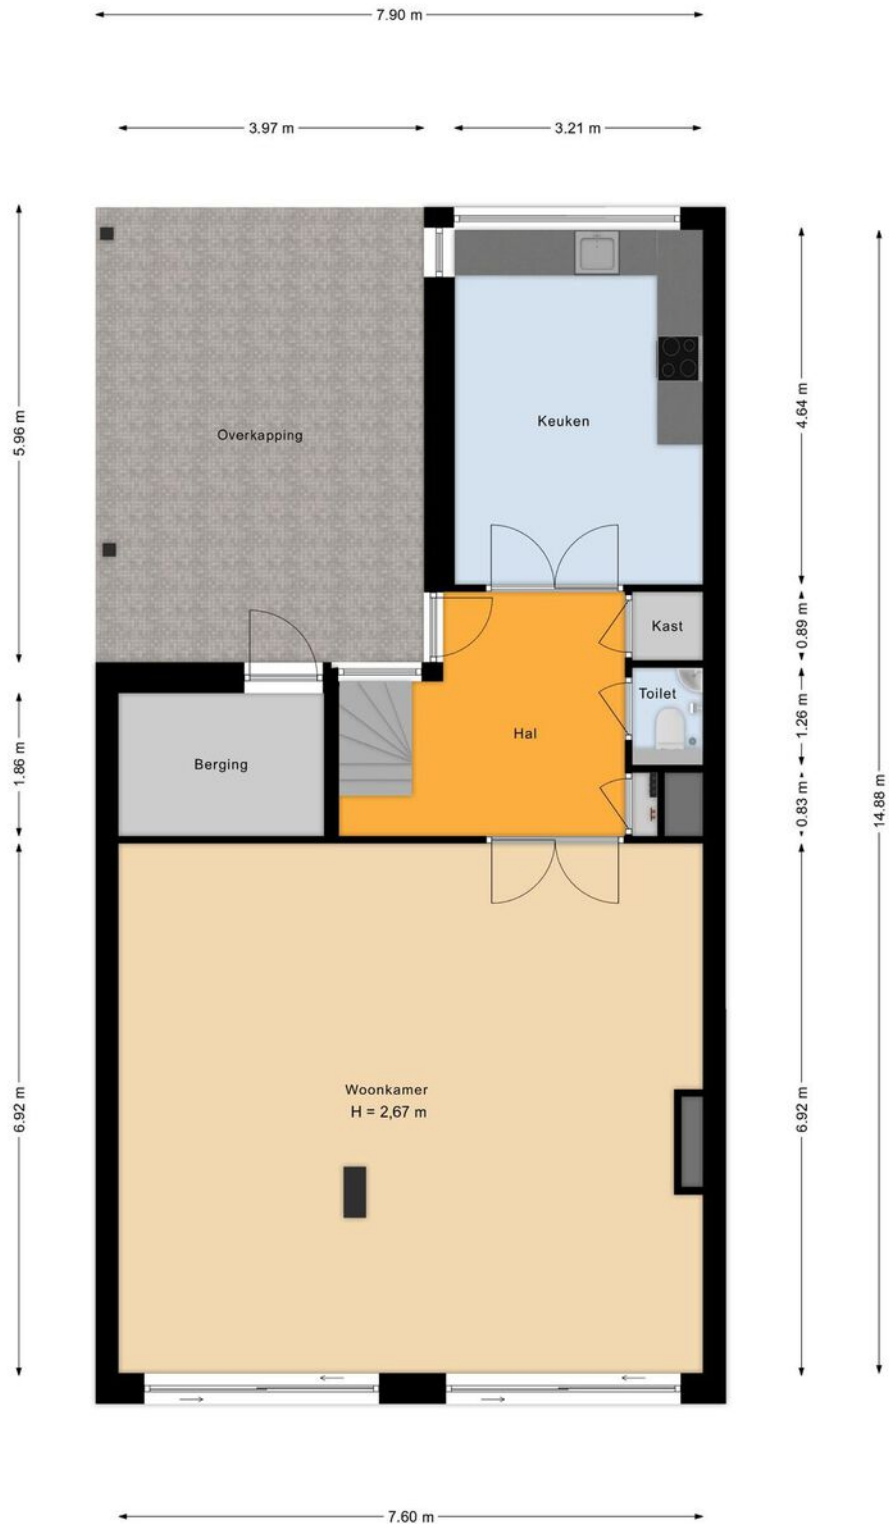 7.90 m
3.97 m
3.21 m
5.96 m
4.64 m
Overkapping
Keuken
0.89 m
Kast
1.26 m
Toilet
Hal
1.86 m
Berging
0.83 m
14.88 m
6.92 m
Woonkamer
H = 2,67 m
6.92 m
7.60 m